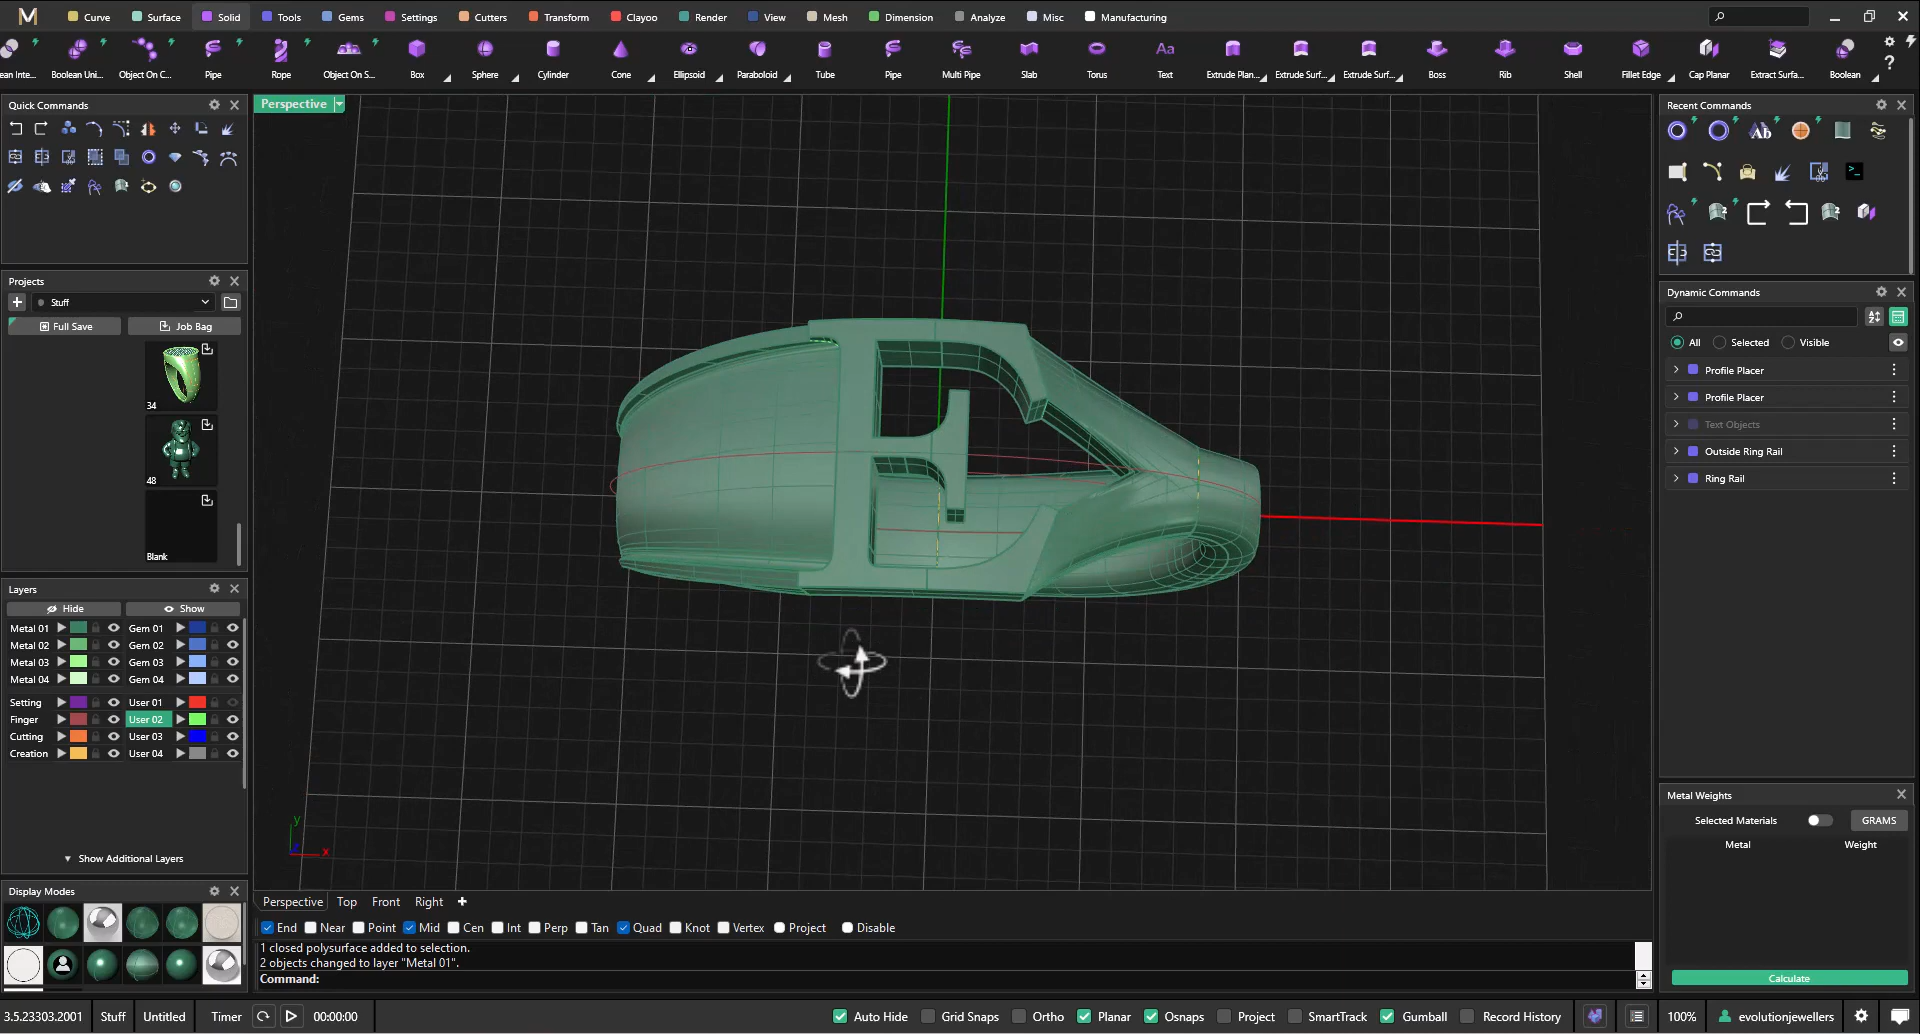 Curve Surface Solid Tools Gems Settings Cutters Transform Clayoo Render View Mesh Dimension Analyze Misc Manufacturing
ean Inte... Boolean Uni... Object On C... Pipe Rope Object On S... Box Sphere Cylinder Cone Ellipsoid Paraboloid Tube Pipe Multi Pipe Slab Torus Text Extrude Plan... Extrude Surf... Extrude Surf... Boss Rib Shell Fillet Edge Cap Planar Extract Surfa... Boolean
Quick Commands
Projects
Stuff
Full Save Job Bag
34
48
Blank
Layers
Hide Show
Metal 01 Gem 01
Metal 02 Gem 02
Metal 03 Gem 03
Metal 04 Gem 04
Setting User 01
Finger User 02
Cutting User 03
Creation User 04
Show Additional Layers
Display Modes
Perspective
y
x
Perspective Top Front Right
End Near Point Mid Cen Int Perp Tan Quad Knot Vertex Project Disable
1 closed polysurface added to selection.
2 objects changed to layer "Metal 01".
Command:
Recent Commands
Dynamic Commands
All Selected Visible
Profile Placer
Profile Placer
Text Objects
Outside Ring Rail
Ring Rail
Metal Weights
Selected Materials GRAMS
Metal Weight
Calculate
3.5.23303.2001 Stuff Untitled Timer 00:00:00 Auto Hide Grid Snaps Ortho Planar Osnaps Project SmartTrack Gumball Record History 100% evolutionjewellers